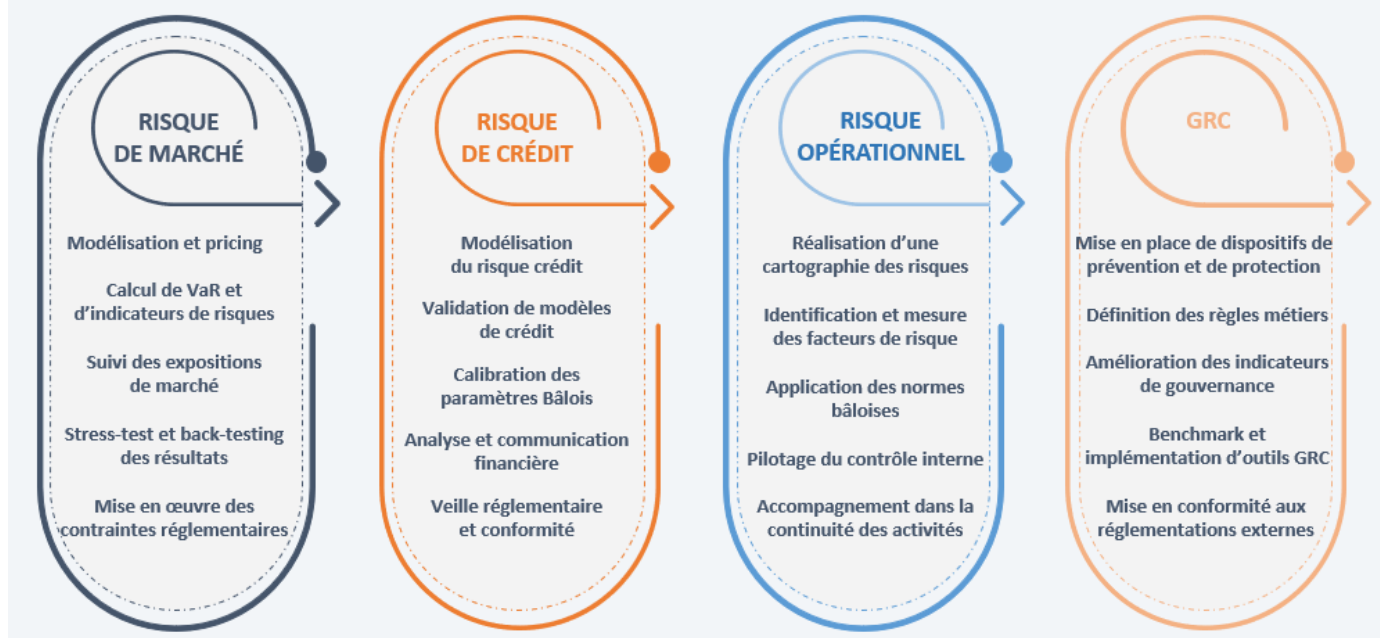 RISQUE
DE MARCHÉ
Modélisation et pricing
Calcul de VaR et
d’indicateurs de risques
Suivi des expositions
de marché
Stress-test et back-testing
des résultats
Mise en œuvre des
contraintes réglementaires
RISQUE
DE CRÉDIT
Modélisation
du risque crédit
Validation de modèles
de crédit
Calibration des
paramètres Bâlois
Analyse et communication
financière
Veille réglementaire
et conformité
RISQUE
OPÉRATIONNEL
Réalisation d’une
cartographie des risques
Identification et mesure
des facteurs de risque
Application des normes
bâloises
Pilotage du contrôle interne
Accompagnement dans la
continuité des activités
GRC
Mise en place de dispositifs de
prévention et de protection
Définition des règles métiers
Amélioration des indicateurs
de gouvernance
Benchmark et
implémentation d’outils GRC
Mise en conformité aux
réglementations externes